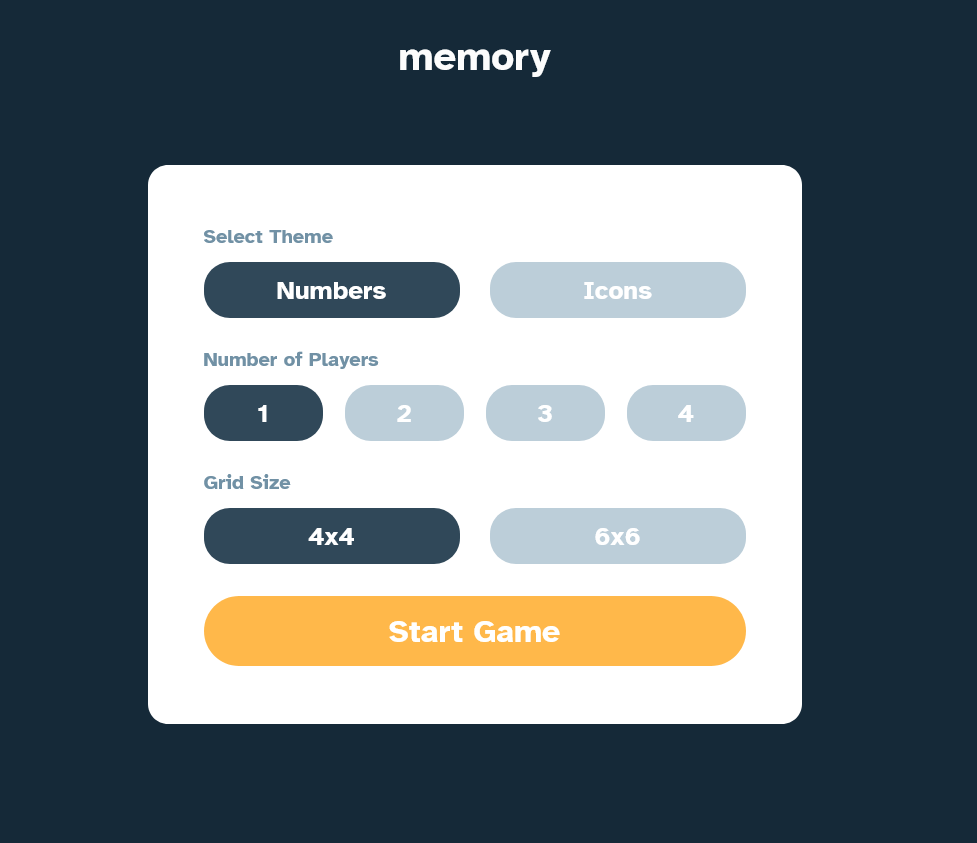 memory
Select Theme
Numbers Icons
Number of Players
1 2 3 4
Grid Size
4x4 6x6
Start Game